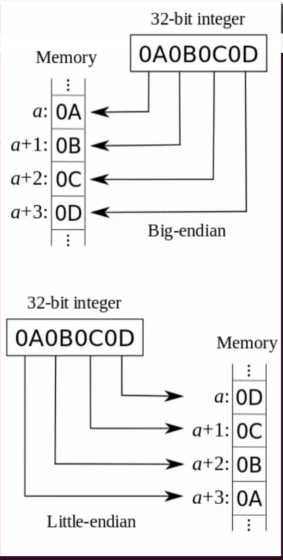 32-bit integer
0A0B0C0D
Memory
⋮
a: 0A
a+1: 0B
a+2: 0C
a+3: 0D
⋮
Big-endian
32-bit integer
0A0B0C0D
Memory
⋮
a: 0D
a+1: 0C
a+2: 0B
a+3: 0A
⋮
Little-endian